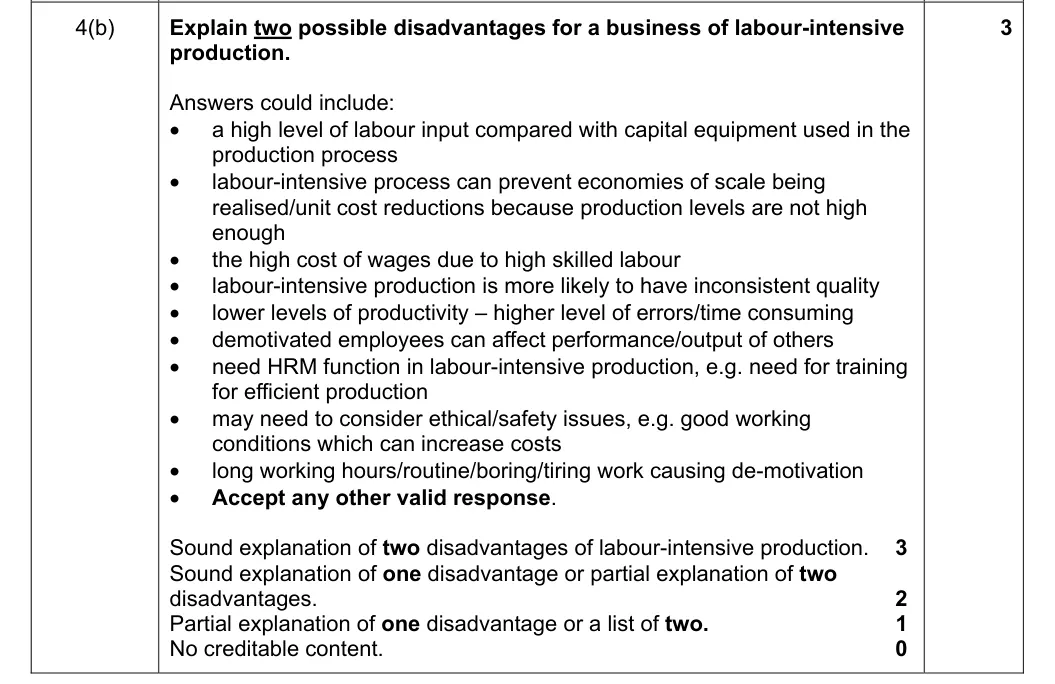 4(b) Explain two possible disadvantages for a business of labour-intensive 3
production.
Answers could include:
• a high level of labour input compared with capital equipment used in the
production process
• labour-intensive process can prevent economies of scale being
realised/unit cost reductions because production levels are not high
enough
• the high cost of wages due to high skilled labour
• labour-intensive production is more likely to have inconsistent quality
• lower levels of productivity – higher level of errors/time consuming
• demotivated employees can affect performance/output of others
• need HRM function in labour-intensive production, e.g. need for training
for efficient production
• may need to consider ethical/safety issues, e.g. good working
conditions which can increase costs
• long working hours/routine/boring/tiring work causing de-motivation
• Accept any other valid response.
Sound explanation of two disadvantages of labour-intensive production. 3
Sound explanation of one disadvantage or partial explanation of two
disadvantages. 2
Partial explanation of one disadvantage or a list of two. 1
No creditable content. 0